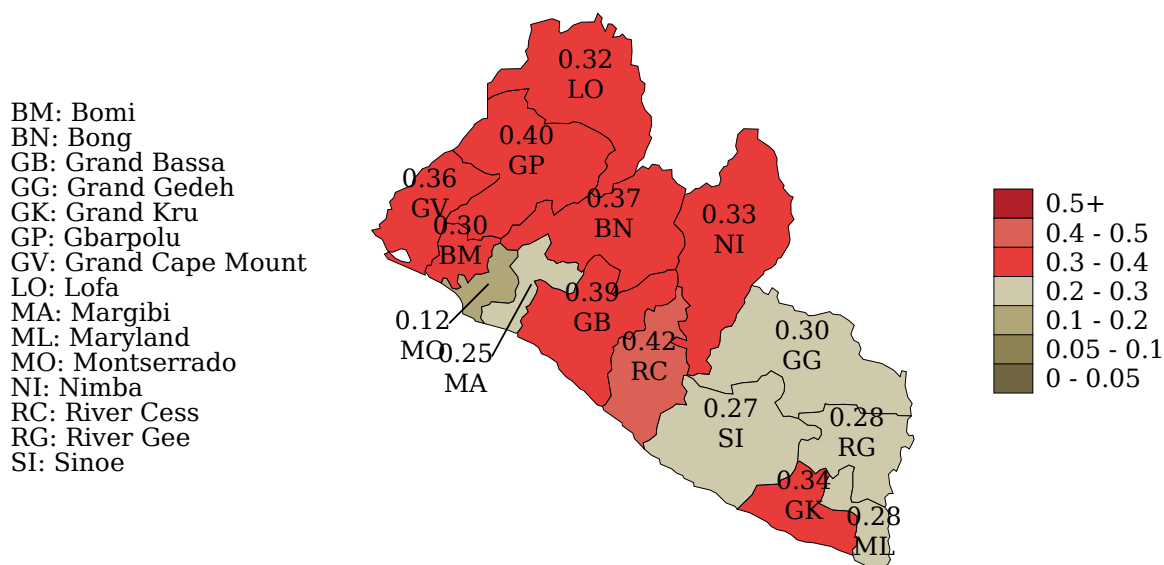 BM: Bomi
BN: Bong
GB: Grand Bassa
GG: Grand Gedeh
GK: Grand Kru
GP: Gbarpolu
GV: Grand Cape Mount
LO: Lofa
MA: Margibi
ML: Maryland
MO: Montserrado
NI: Nimba
RC: River Cess
RG: River Gee
SI: Sinoe
0.32
LO
0.40
GP
0.36
GV
0.37
BN
0.30
BM
0.33
NI
0.39
GB
0.12
MO
0.25
MA
0.42
RC
0.30
GG
0.27
SI
0.28
RG
0.34
GK
0.28
ML
0.5+
0.4 - 0.5
0.3 - 0.4
0.2 - 0.3
0.1 - 0.2
0.05 - 0.1
0 - 0.05